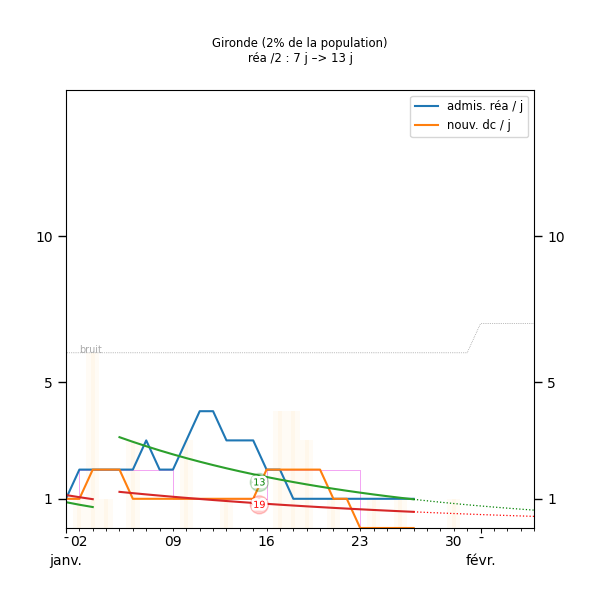 Gironde (2% de la population)
réa /2 : 7 j –> 13 j
admis. réa / j
nouv. dc / j
10 10
bruit
5 5
13
1 1
19
02 09 16 23 30 -
janv. févr.